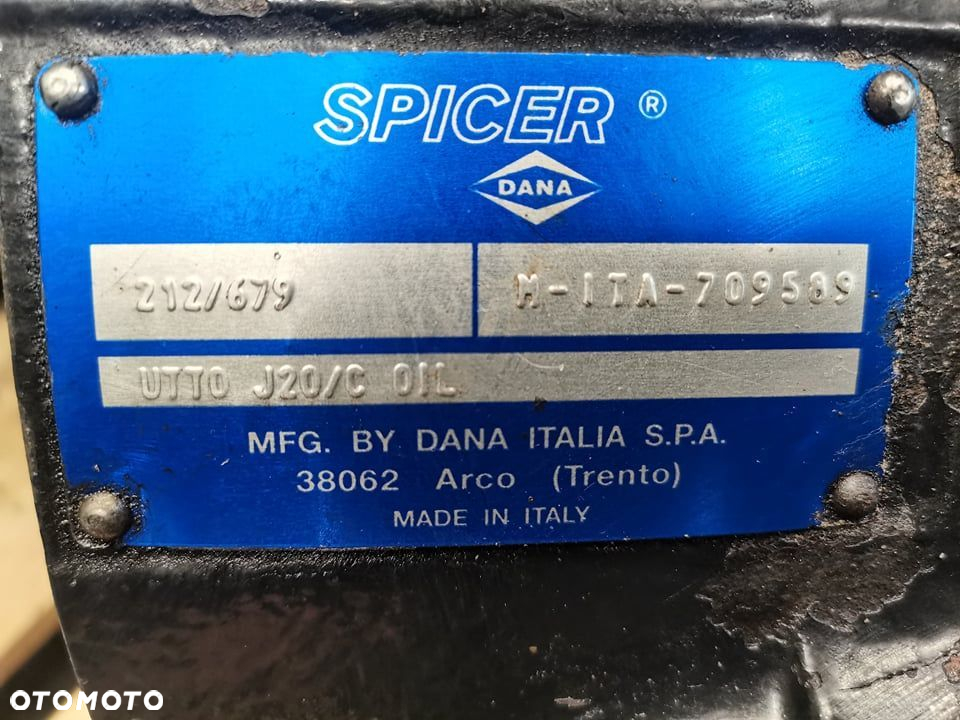 SPICER ®
DANA
212/679 M-ITA-709589
UTTO J20/C OIL
MFG. BY DANA ITALIA S.P.A.
38062 Arco (Trento)
MADE IN ITALY
OTOMOTO